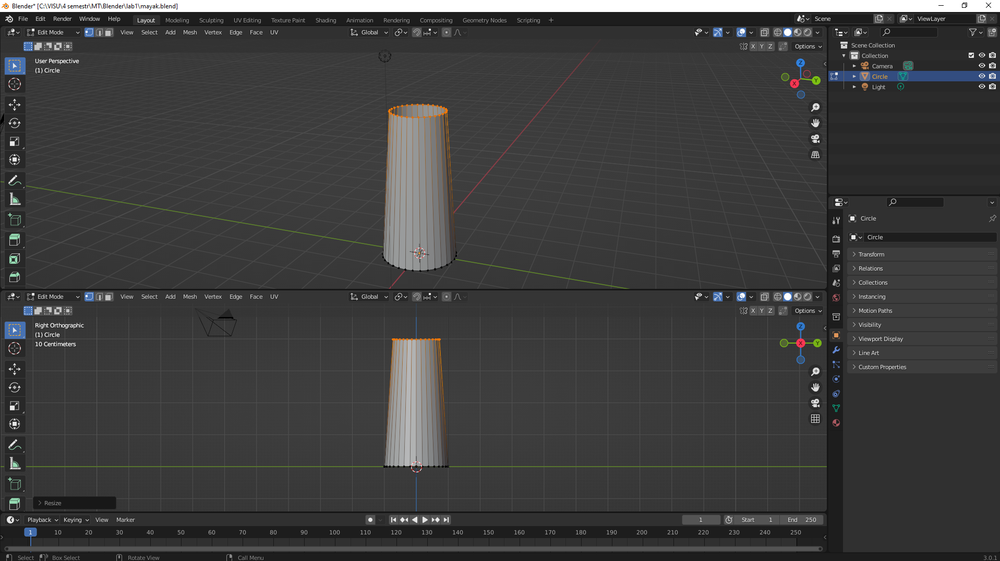 Blender* [C:\VISU\4 semestr\MT\Blender\lab1\mayak.blend]
File Edit Render Window Help Layout Modeling Sculpting UV Editing Texture Paint Shading Animation Rendering Compositing Geometry Nodes Scripting + Scene ViewLayer
Edit Mode View Select Add Mesh Vertex Edge Face UV Global
X Y Z Options
User Perspective
(1) Circle
Z
Y
X
Scene Collection
Collection
Camera
Circle
Light
Circle
Circle
Transform
Relations
Collections
Instancing
Motion Paths
Visibility
Viewport Display
Line Art
Custom Properties
Edit Mode View Select Add Mesh Vertex Edge Face UV Global
X Y Z Options
Right Orthographic
(1) Circle
10 Centimeters
Z
X Y
Resize
Playback Keying View Marker 1 Start 1 End 250
1 10 20 30 40 50 60 70 80 90 100 110 120 130 140 150 160 170 180 190 200 210 220 230 240 250
Select Box Select Rotate View Call Menu 3.0.1